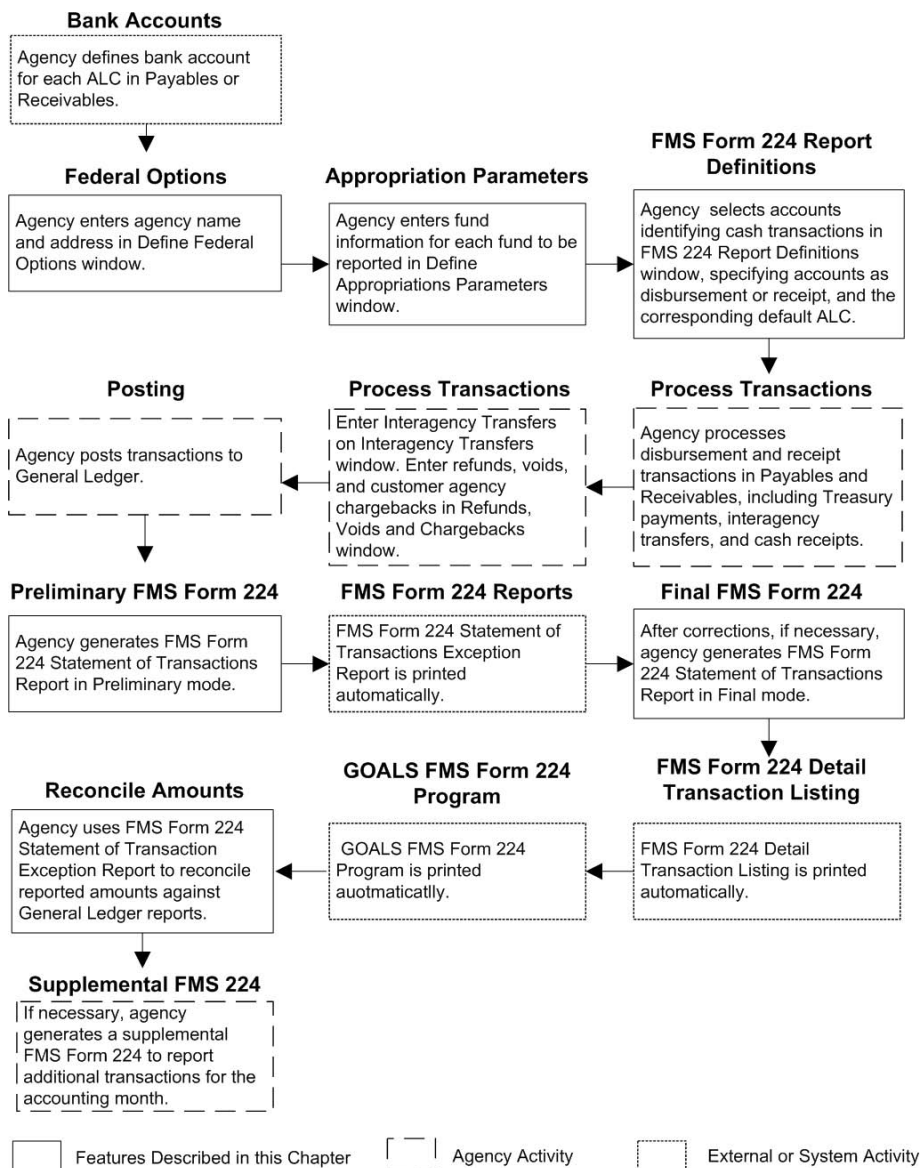 Bank Accounts
Agency defines bank account
for each ALC in Payables or
Receivables.
Federal Options
Agency enters agency name
and address in Define Federal
Options window.
Appropriation Parameters
Agency enters fund
information for each fund to be
reported in Define
Appropriations Parameters
window.
FMS Form 224 Report
Definitions
Agency selects accounts
identifying cash transactions in
FMS 224 Report Definitions
window, specifying accounts as
disbursement or receipt, and the
corresponding default ALC.
Process Transactions
Agency processes
disbursement and receipt
transactions in Payables and
Receivables, including Treasury
payments, interagency
transfers, and cash receipts.
Process Transactions
Enter Interagency Transfers
on Interagency Transfers
window. Enter refunds, voids,
and customer agency
chargebacks in Refunds,
Voids and Chargebacks
window.
Posting
Agency posts transactions to
General Ledger.
Preliminary FMS Form 224
Agency generates FMS Form
224 Statement of Transactions
Report in Preliminary mode.
FMS Form 224 Reports
FMS Form 224 Statement of
Transactions Exception
Report is printed
automatically.
Final FMS Form 224
After corrections, if necessary,
agency generates FMS Form
224 Statement of Transactions
Report in Final mode.
FMS Form 224 Detail
Transaction Listing
FMS Form 224 Detail
Transaction Listing is printed
automatically.
GOALS FMS Form 224
Program
GOALS FMS Form 224
Program is printed
auotmaticatlly.
Reconcile Amounts
Agency uses FMS Form 224
Statement of Transaction
Exception Report to reconcile
reported amounts against
General Ledger reports.
Supplemental FMS 224
If necessary, agency
generates a supplemental
FMS Form 224 to report
additional transactions for the
accounting month.
Features Described in this Chapter
Agency Activity
External or System Activity